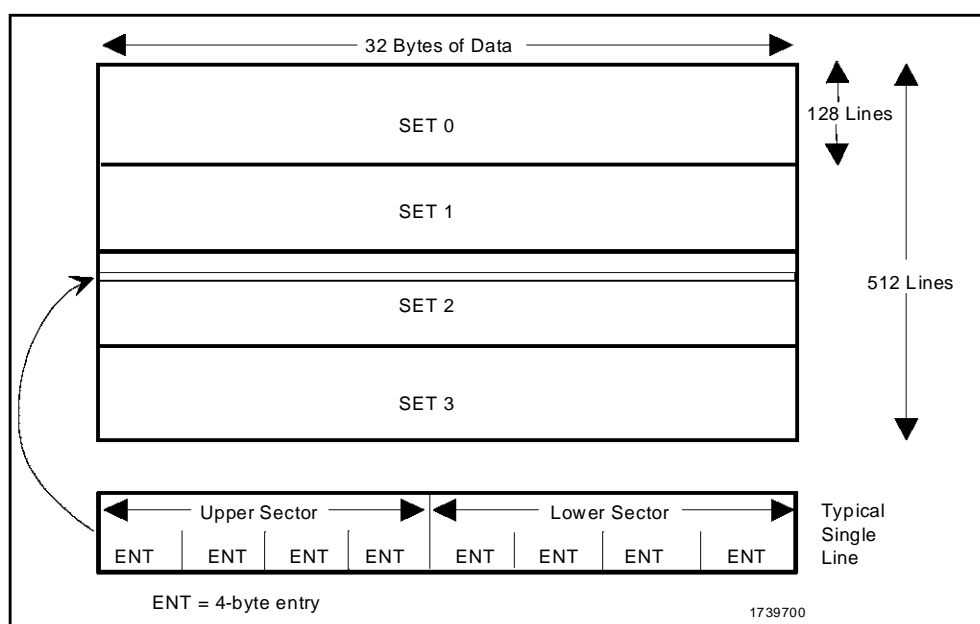 32 Bytes of Data
128 Lines
SET 0
SET 1
512 Lines
SET 2
SET 3
Upper Sector
Lower Sector
Typical
Single
Line
ENT ENT ENT ENT ENT ENT ENT ENT
ENT = 4-byte entry
1739700